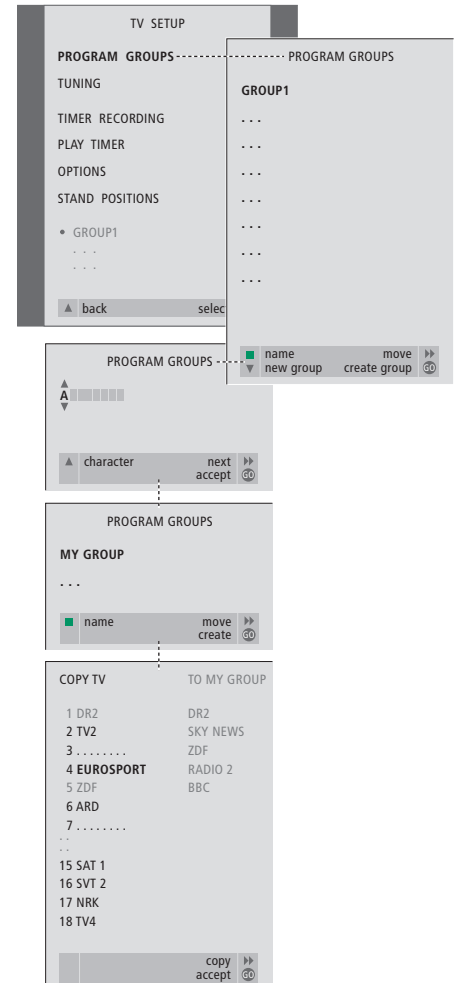 TV SETUP
PROGRAM GROUPS
TUNING
TIMER RECORDING
PLAY TIMER
OPTIONS
STAND POSITIONS
• GROUP1
. . .
. . .
▲ back selec
PROGRAM GROUPS
GROUP1
. . .
. . .
. . .
. . .
. . .
. . .
. . .
name move
▼ new group create group GO
PROGRAM GROUPS
A
▲ character next
accept GO
PROGRAM GROUPS
MY GROUP
. . .
name move
create GO
COPY TV TO MY GROUP
1 DR2 DR2
2 TV2 SKY NEWS
3 . . . . . . . . ZDF
4 EUROSPORT RADIO 2
5 ZDF BBC
6 ARD
7 . . . . . . . .
. .
. .
15 SAT 1
16 SVT 2
17 NRK
18 TV4
copy
accept GO